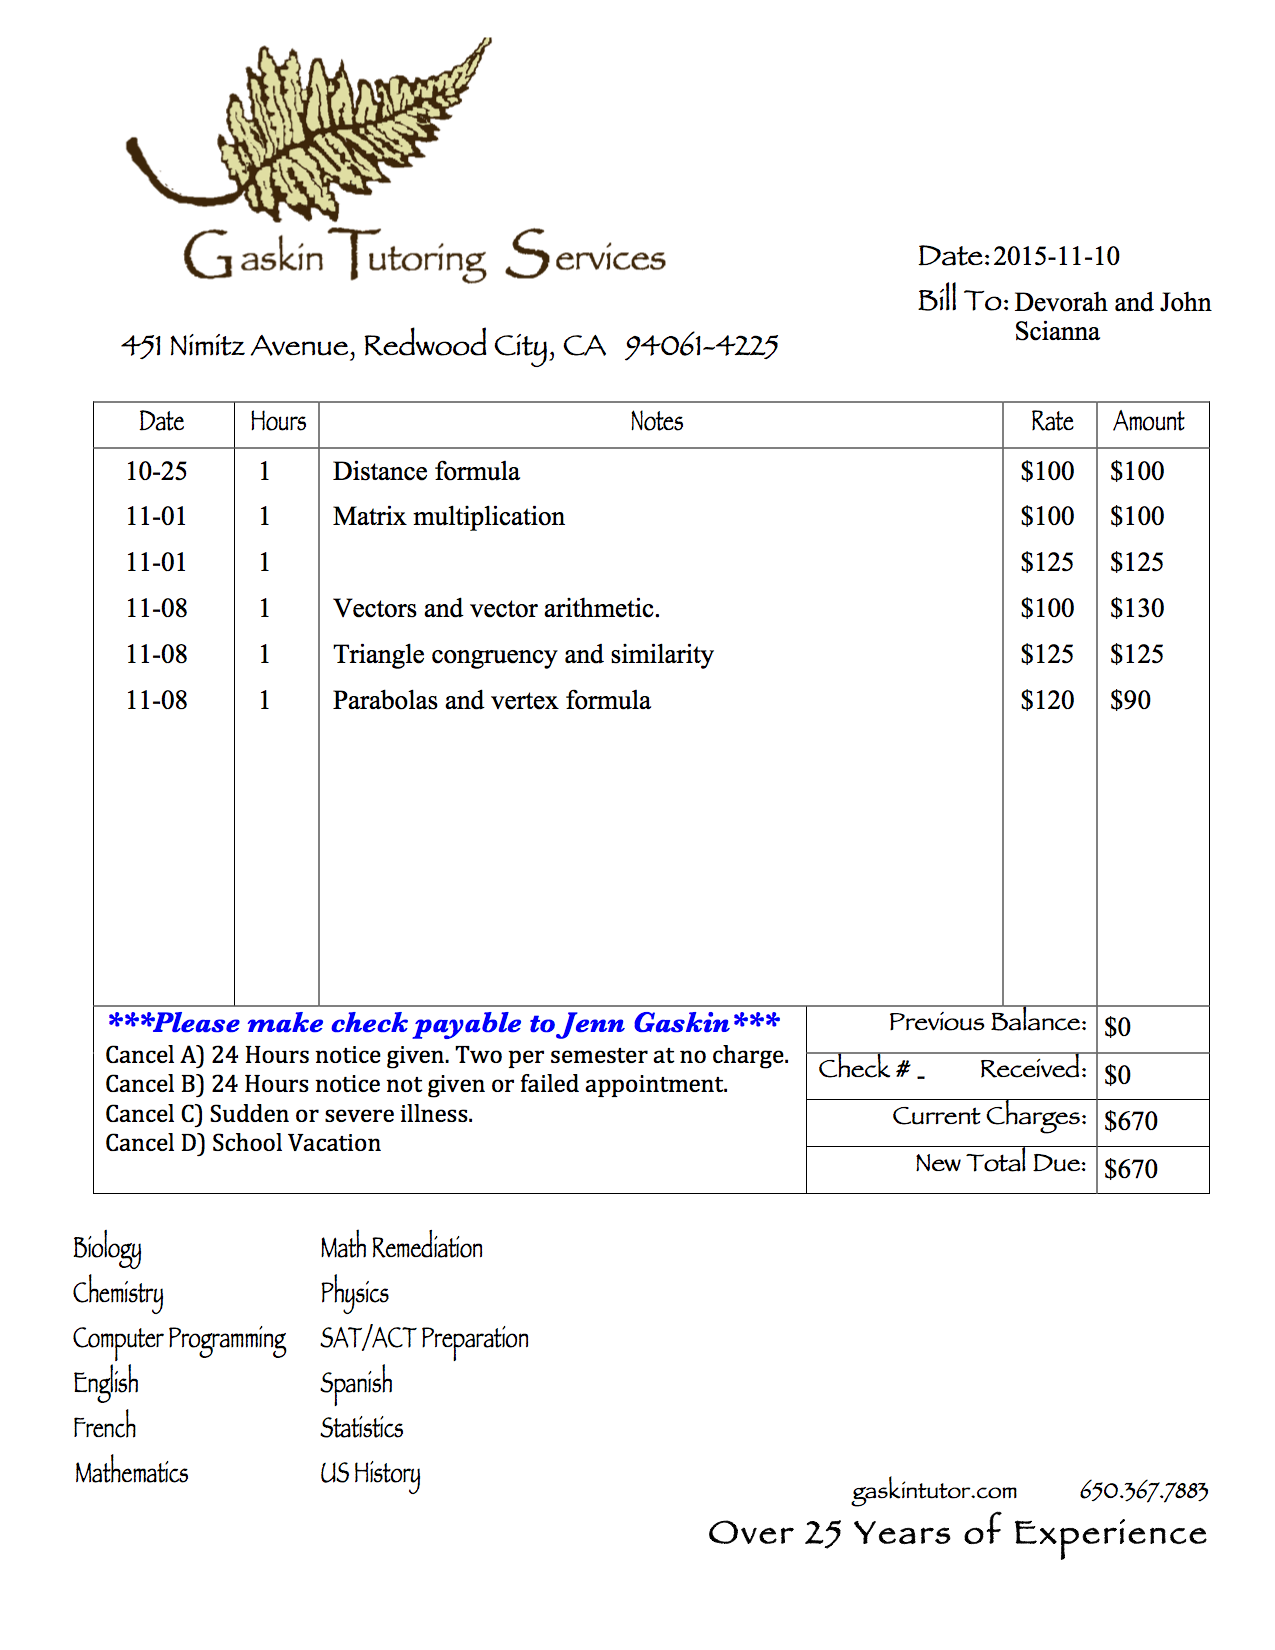 Gaskin Tutoring Services
Date: 2015-11-10
Bill To: Devorah and John
Scianna
451 Nimitz Avenue, Redwood City, CA 94061-4225
Date Hours Notes Rate Amount
10-25 1 Distance formula $100 $100
11-01 1 Matrix multiplication $100 $100
11-01 1 $125 $125
11-08 1 Vectors and vector arithmetic. $100 $130
11-08 1 Triangle congruency and similarity $125 $125
11-08 1 Parabolas and vertex formula $120 $90
***Please make check payable to Jenn Gaskin***
Cancel A) 24 Hours notice given. Two per semester at no charge.
Cancel B) 24 Hours notice not given or failed appointment.
Cancel C) Sudden or severe illness.
Cancel D) School Vacation
Previous Balance: $0
Check # - Received: $0
Current Charges: $670
New Total Due: $670
Biology Math Remediation
Chemistry Physics
Computer Programming SAT/ACT Preparation
English Spanish
French Statistics
Mathematics US History
gaskintutor.com 650.367.7883
Over 25 Years of Experience